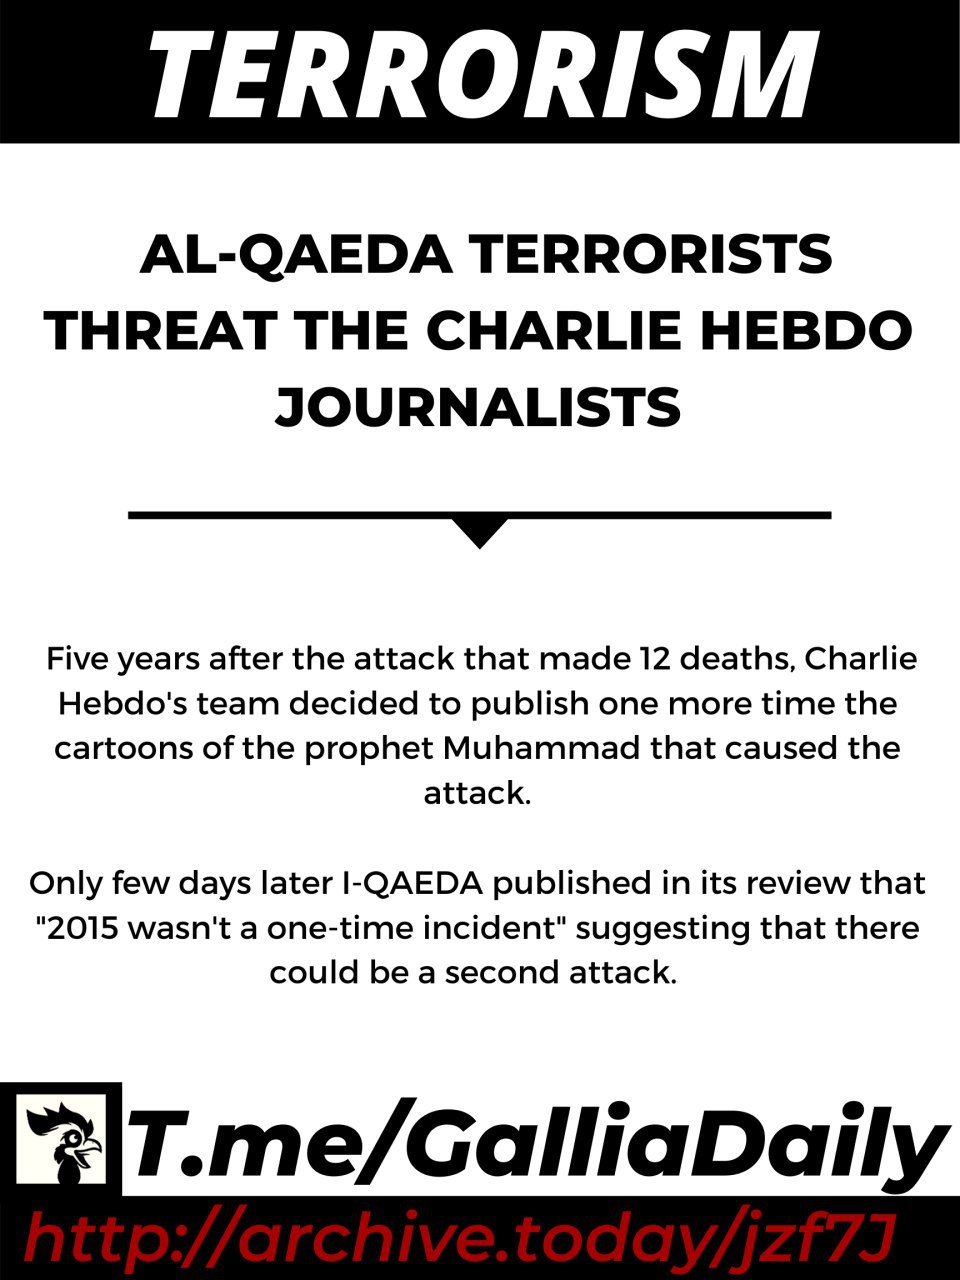 TERRORISM
AL-QAEDA TERRORISTS
THREAT THE CHARLIE HEBDO
JOURNALISTS
Five years after the attack that made 12 deaths, Charlie
Hebdo's team decided to publish one more time the
cartoons of the prophet Muhammad that caused the
attack.
Only few days later I-QAEDA published in its review that
"2015 wasn't a one-time incident" suggesting that there
could be a second attack.
T.me/GalliaDaily
http://archive.today/jzf7J